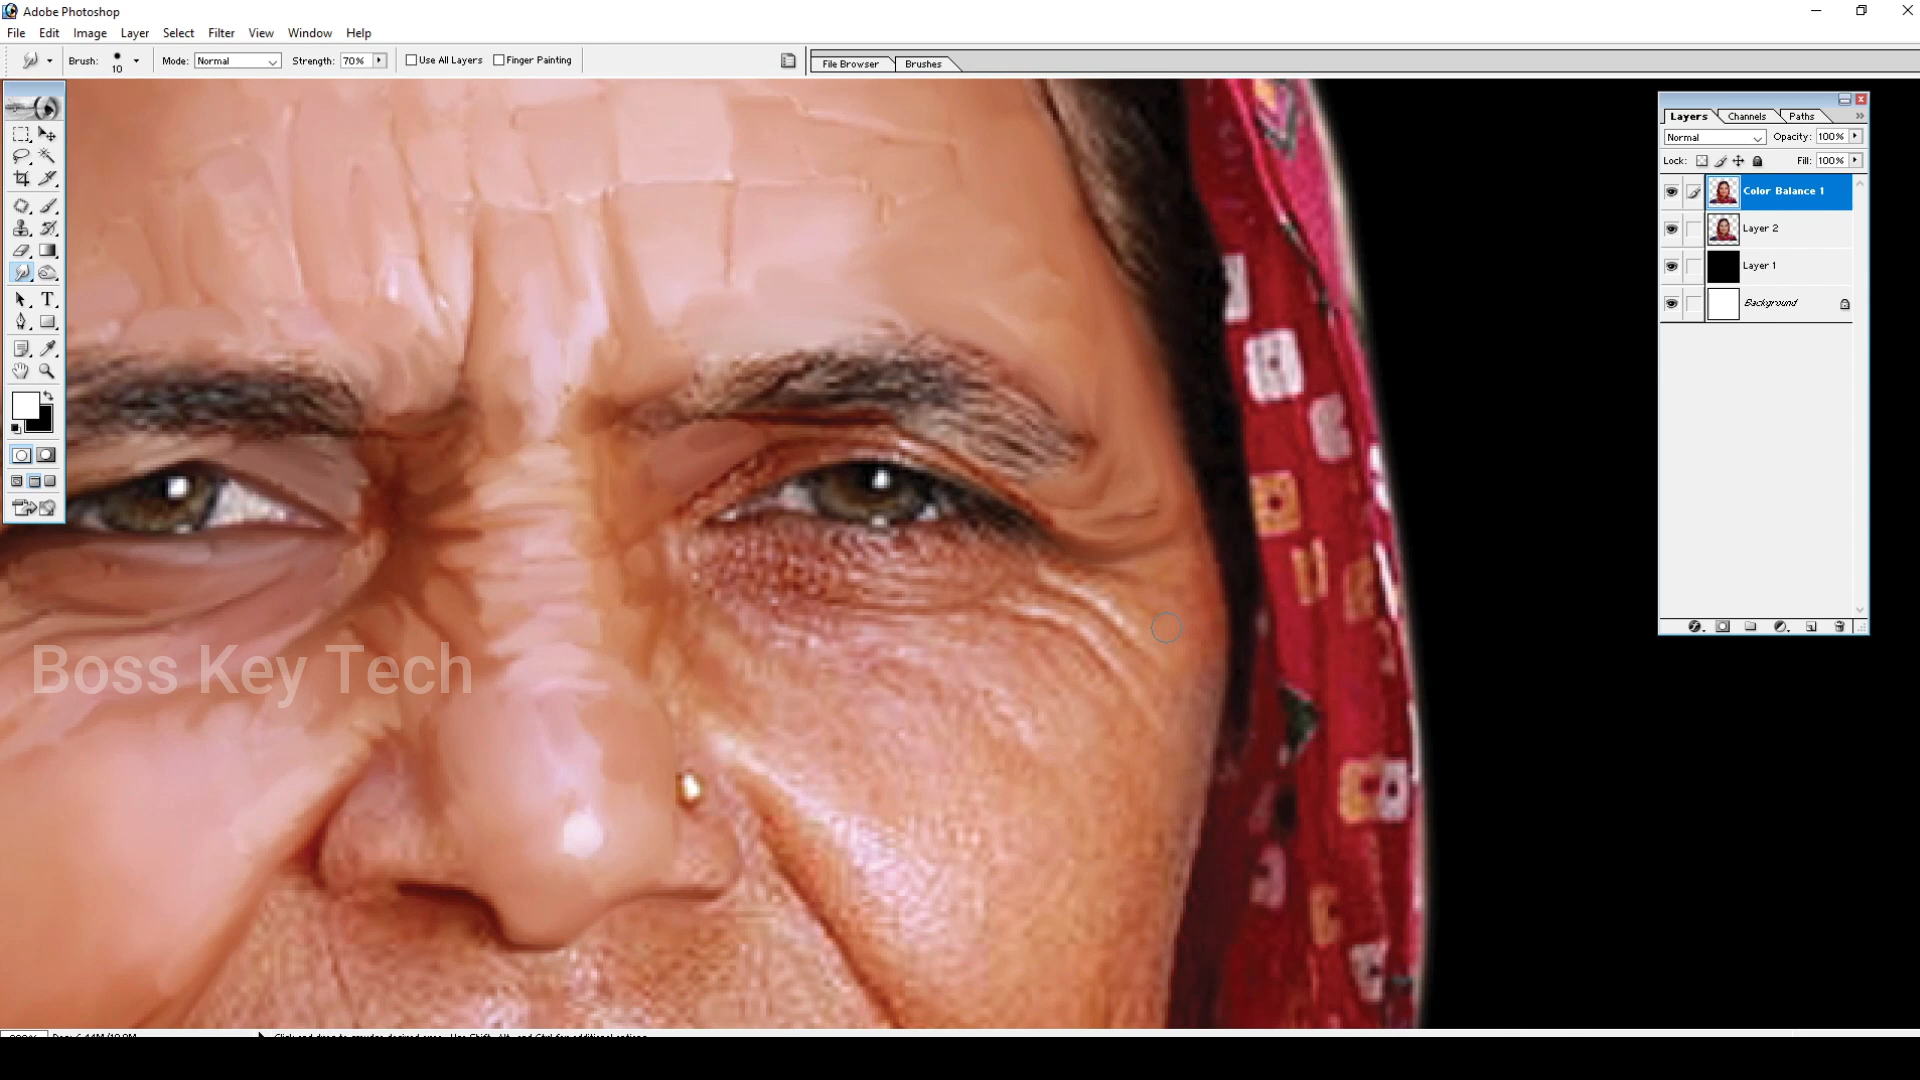 Adobe Photoshop
File Edit Image Layer Select Filter View Window Help
Brush: 10 Mode: Normal Strength: 70% Use All Layers Finger Painting File Browser Brushes
Layers Channels Paths
Normal Opacity: 100%
Lock: Fill: 100%
Color Balance 1
Layer 2
Layer 1
Background
Boss Key Tech